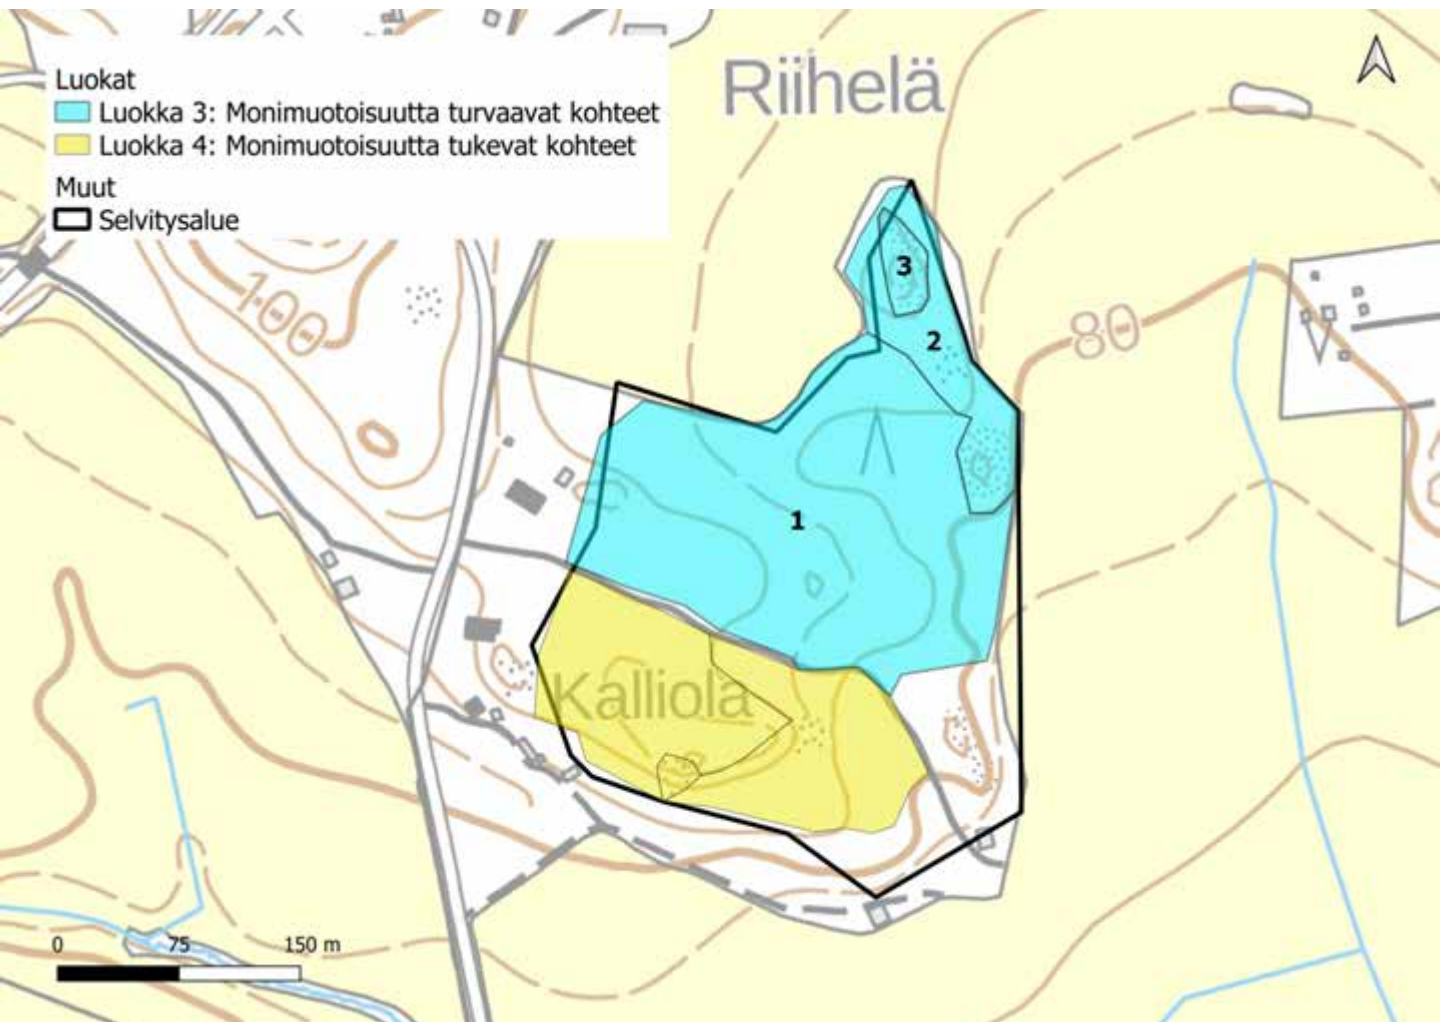 Luokat
Luokka 3: Monimuotoisuutta turvaavat kohteet
Luokka 4: Monimuotoisuutta tukevat kohteet
Muut
Selvitysalue
Riihelä
3
2
100
80
1
Kalliola
0 75 150 m